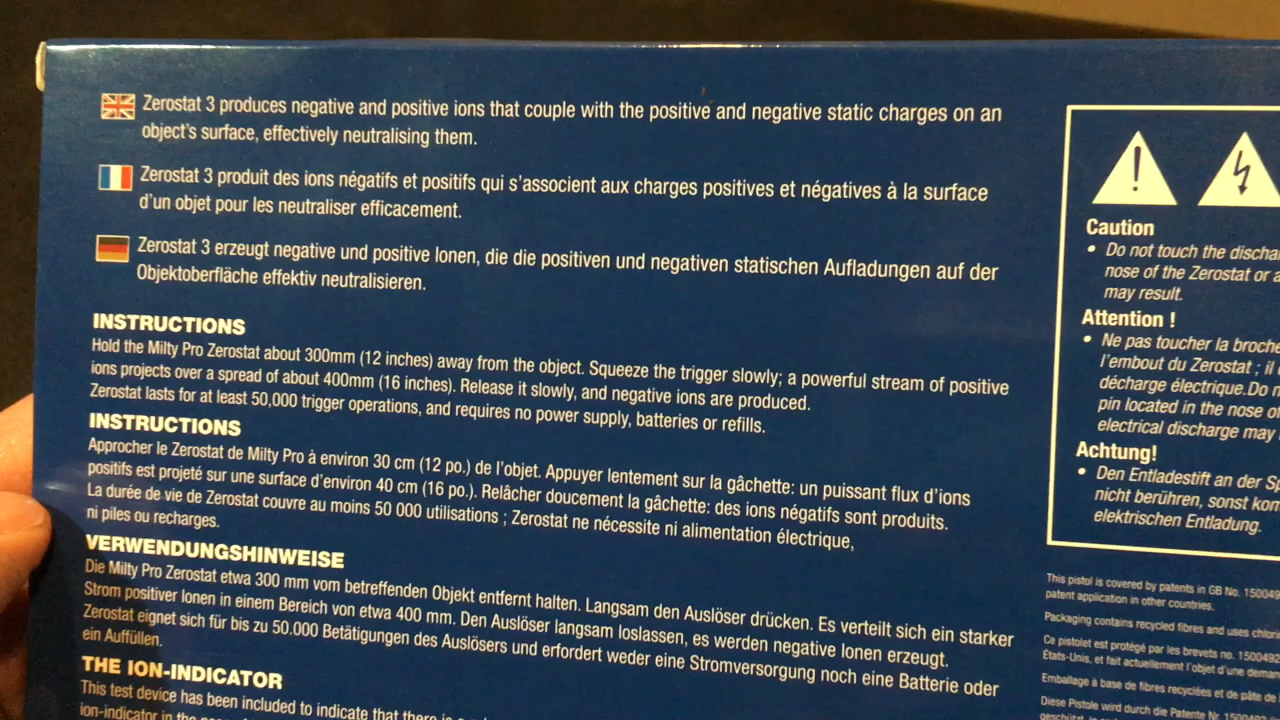 Zerostat 3 produces negative and positive ions that couple with the positive and negative static charges on an
object's surface, effectively neutralising them.
Zerostat 3 produit des ions négatifs et positifs qui s'associent aux charges positives et négatives à la surface
d'un objet pour les neutraliser efficacement.
Zerostat 3 erzeugt negative und positive Ionen, die die positiven und negativen statischen Aufladungen auf der
Objektoberfläche effektiv neutralisieren.
INSTRUCTIONS
Hold the Milty Pro Zerostat about 300mm (12 inches) away from the object. Squeeze the trigger slowly; a powerful stream of positive
ions projects over a spread of about 400mm (16 inches). Release it slowly, and negative ions are produced.
Zerostat lasts for at least 50,000 trigger operations, and requires no power supply, batteries or refills.
INSTRUCTIONS
Approcher le Zerostat de Milty Pro à environ 30 cm (12 po.) de l'objet. Appuyer lentement sur la gâchette: un puissant flux d'ions
positifs est projeté sur une surface d'environ 40 cm (16 po.). Relâcher doucement la gâchette: des ions négatifs sont produits.
La durée de vie de Zerostat couvre au moins 50 000 utilisations ; Zerostat ne nécessite ni alimentation électrique,
ni piles ou recharges.
VERWENDUNGSHINWEISE
Die Milty Pro Zerostat etwa 300 mm vom betreffenden Objekt entfernt halten. Langsam den Auslöser drücken. Es verteilt sich ein starker
Strom positiver Ionen in einem Bereich von etwa 400 mm. Den Auslöser langsam loslassen, es werden negative Ionen erzeugt.
Zerostat eignet sich für bis zu 50.000 Betätigungen des Auslösers und erfordert weder eine Stromversorgung noch eine Batterie oder
ein Auffüllen.
THE ION-INDICATOR
This test device has been included to indicate that there is
ion-indicator in the
Caution
• Do not touch the
nose of the Zerostat or
may result.
Attention !
• Ne pas toucher la broche
l'embout du Zerostat ; il
décharge électrique.Do
pin located in the nose
electrical discharge may
Achtung!
• Den Entladestift an der
nicht berühren, sonst
elektrischen Entladung.
This pistol is covered by patents in GB No.
patent application in other countries.
Packaging contains recycled fibres and uses
Ce pistolet est protégé par les brevets no.
États-Unis, et fait actuellement l'objet d'une
Emballage à base de fibres recyclées et de pâte de
Diese Pistole wird durch die Patente Nr.